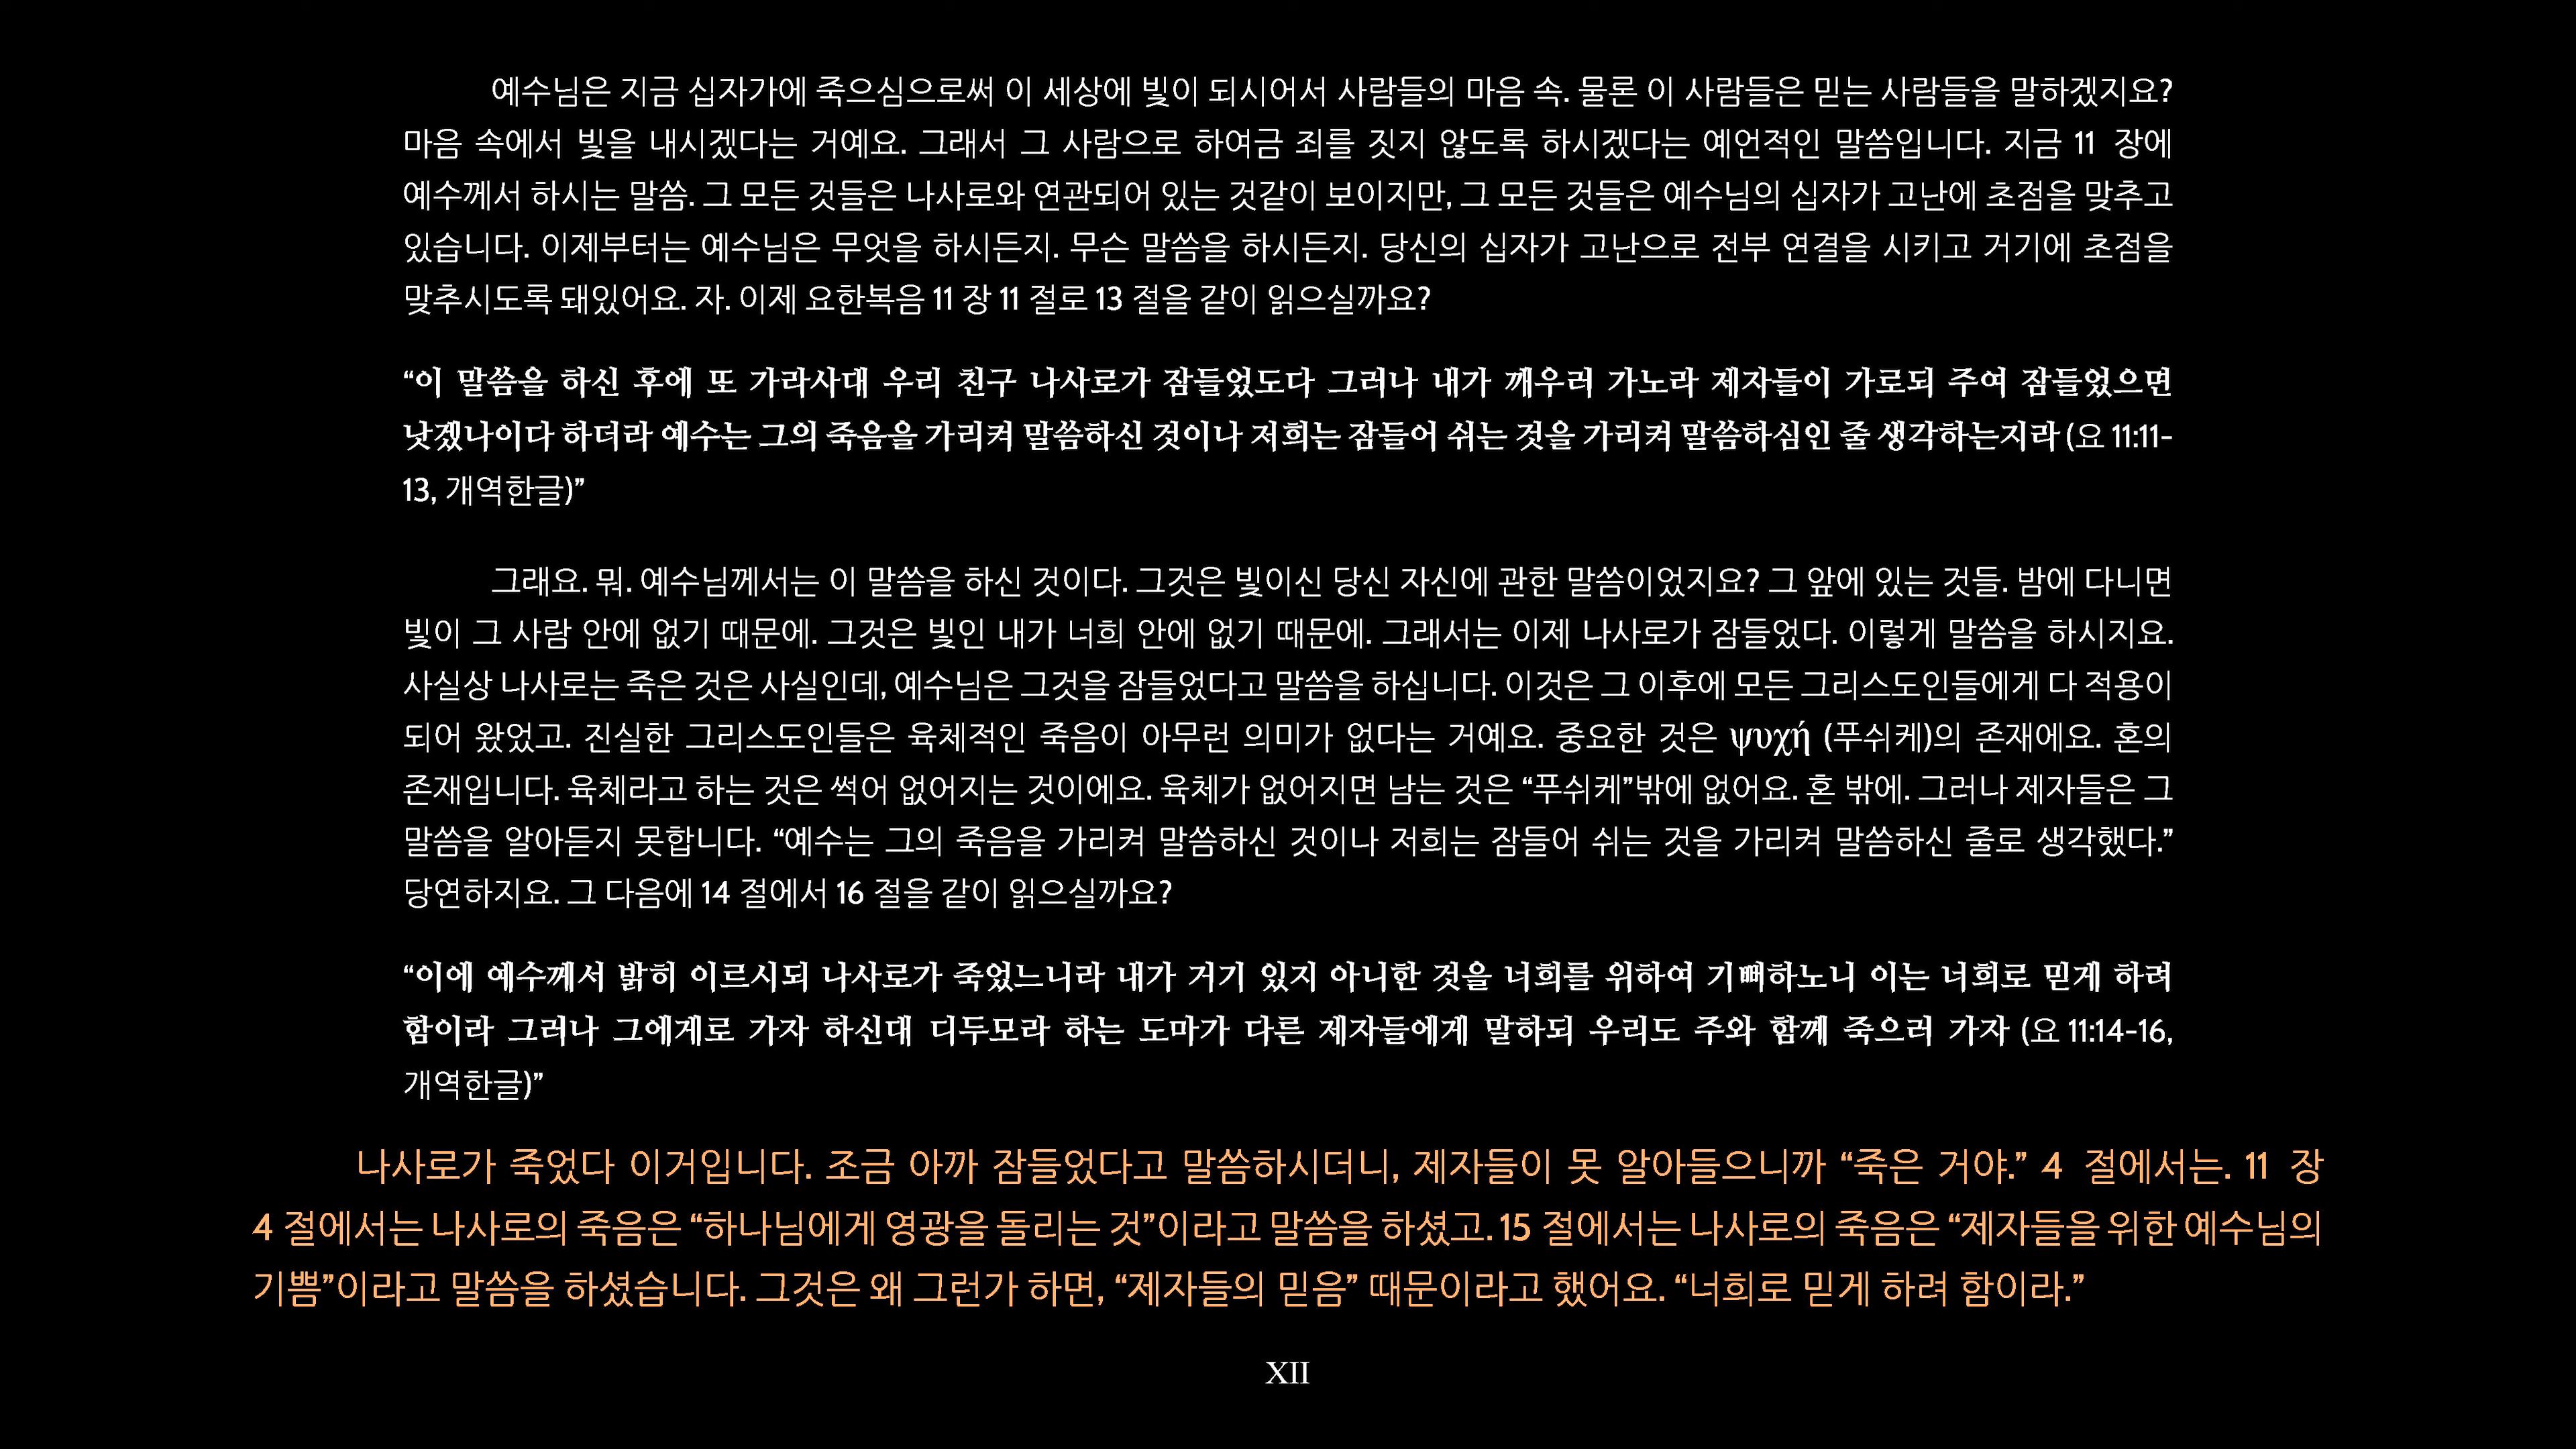 예수님은 지금 십자가에 죽으심으로써 이 세상에 빛이 되시어서 사람들의 마음 속. 물론 이 사람들은 믿는 사람들을 말하겠지요?
마음 속에서 빛을 내시겠다는 거예요. 그래서 그 사람으로 하여금 죄를 짓지 않도록 하시겠다는 예언적인 말씀입니다. 지금 11 장에
예수께서 하시는 말씀. 그 모든 것들은 나사로와 연관되어 있는 것같이 보이지만, 그 모든 것들은 예수님의 십자가 고난에 초점을 맞추고
있습니다. 이제부터는 예수님은 무엇을 하시든지. 무슨 말씀을 하시든지. 당신의 십자가 고난으로 전부 연결을 시키고 거기에 초점을
맞추시도록 돼있어요. 자. 이제 요한복음 11 장 11 절로 13 절을 같이 읽으실까요?
“이 말씀을 하신 후에 또 가라사대 우리 친구 나사로가 잠들었도다 그러나 내가 깨우러 가노라 제자들이 가로되 주여 잠들었으면
낫겠나이다 하더라 예수는 그의 죽음을 가리켜 말씀하신 것이나 저희는 잠들어 쉬는 것을 가리켜 말씀하심인 줄 생각하는지라 (요 11:11-
13, 개역한글)”
그래요. 뭐. 예수님께서는 이 말씀을 하신 것이다. 그것은 빛이신 당신 자신에 관한 말씀이었지요? 그 앞에 있는 것들. 밤에 다니면
빛이 그 사람 안에 없기 때문에. 그것은 빛인 내가 너희 안에 없기 때문에. 그래서는 이제 나사로가 잠들었다. 이렇게 말씀을 하시지요.
사실상 나사로는 죽은 것은 사실인데, 예수님은 그것을 잠들었다고 말씀을 하십니다. 이것은 그 이후에 모든 그리스도인들에게 다 적용이
되어 왔었고. 진실한 그리스도인들은 육체적인 죽음이 아무런 의미가 없다는 거예요. 중요한 것은 ψυχή (푸쉬케)의 존재에요. 혼의
존재입니다. 육체라고 하는 것은 썩어 없어지는 것이에요. 육체가 없어지면 남는 것은 “푸쉬케”밖에 없어요. 혼 밖에. 그러나 제자들은 그
말씀을 알아듣지 못합니다. “예수는 그의 죽음을 가리켜 말씀하신 것이나 저희는 잠들어 쉬는 것을 가리켜 말씀하신 줄로 생각했다.”
당연하지요. 그 다음에 14 절에서 16 절을 같이 읽으실까요?
“이에 예수께서 밝히 이르시되 나사로가 죽었느니라 내가 거기 있지 아니한 것을 너희를 위하여 기뻐하노니 이는 너희로 믿게 하려
함이라 그러나 그에게로 가자 하신대 디두모라 하는 도마가 다른 제자들에게 말하되 우리도 주와 함께 죽으러 가자 (요 11:14-16,
개역한글)”
나사로가 죽었다 이거입니다. 조금 아까 잠들었다고 말씀하시더니, 제자들이 못 알아들으니까 “죽은 거야.” 4 절에서는. 11 장
4 절에서는 나사로의 죽음은 “하나님에게 영광을 돌리는 것”이라고 말씀을 하셨고. 15 절에서는 나사로의 죽음은 “제자들을 위한 예수님의
기쁨”이라고 말씀을 하셨습니다. 그것은 왜 그런가 하면, “제자들의 믿음” 때문이라고 했어요. “너희로 믿게 하려 함이라.”
XII